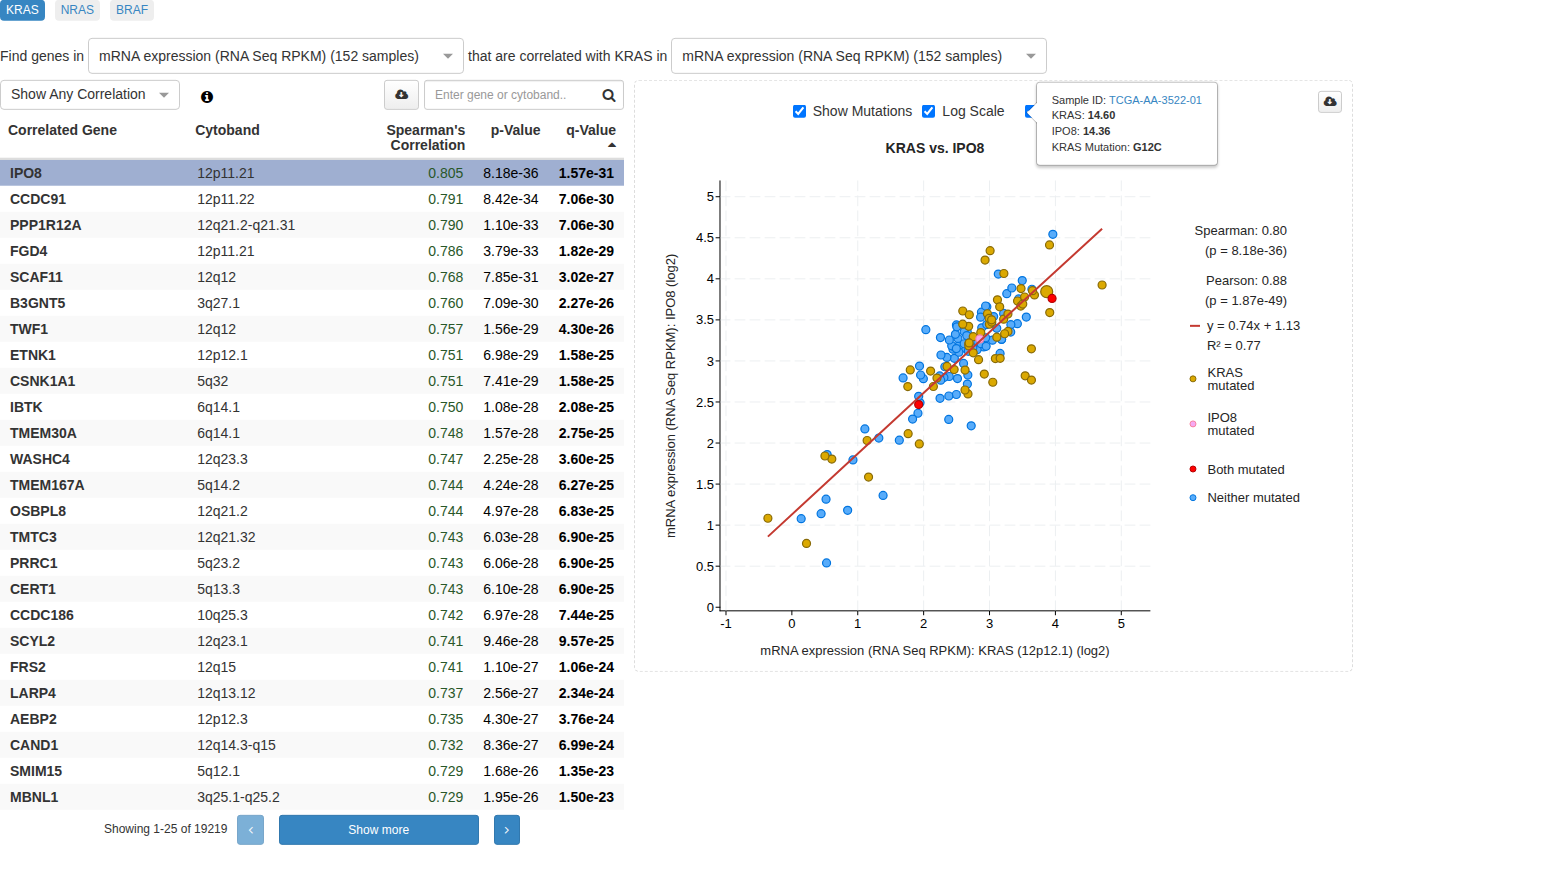 KRAS NRAS BRAF
Find genes in mRNA expression (RNA Seq RPKM) (152 samples) that are correlated with KRAS in mRNA expression (RNA Seq RPKM) (152 samples)
Show Any Correlation Enter gene or cytoband..
Correlated Gene Cytoband Spearman's Correlation p-Value q-Value
IPO8 12p11.21 0.805 8.18e-36 1.57e-31
CCDC91 12p11.22 0.791 8.42e-34 7.06e-30
PPP1R12A 12q21.2-q21.31 0.790 1.10e-33 7.06e-30
FGD4 12p11.21 0.786 3.79e-33 1.82e-29
SCAF11 12q12 0.768 7.85e-31 3.02e-27
B3GNT5 3q27.1 0.760 7.09e-30 2.27e-26
TWF1 12q12 0.757 1.56e-29 4.30e-26
ETNK1 12p12.1 0.751 6.98e-29 1.58e-25
CSNK1A1 5q32 0.751 7.41e-29 1.58e-25
IBTK 6q14.1 0.750 1.08e-28 2.08e-25
TMEM30A 6q14.1 0.748 1.57e-28 2.75e-25
WASHC4 12q23.3 0.747 2.25e-28 3.60e-25
TMEM167A 5q14.2 0.744 4.24e-28 6.27e-25
OSBPL8 12q21.2 0.744 4.97e-28 6.83e-25
TMTC3 12q21.32 0.743 6.03e-28 6.90e-25
PRRC1 5q23.2 0.743 6.06e-28 6.90e-25
CERT1 5q13.3 0.743 6.10e-28 6.90e-25
CCDC186 10q25.3 0.742 6.97e-28 7.44e-25
SCYL2 12q23.1 0.741 9.46e-28 9.57e-25
FRS2 12q15 0.741 1.10e-27 1.06e-24
LARP4 12q13.12 0.737 2.56e-27 2.34e-24
AEBP2 12p12.3 0.735 4.30e-27 3.76e-24
CAND1 12q14.3-q15 0.732 8.36e-27 6.99e-24
SMIM15 5q12.1 0.729 1.68e-26 1.35e-23
MBNL1 3q25.1-q25.2 0.729 1.95e-26 1.50e-23
Showing 1-25 of 19219 ‹ Show more ›
Show Mutations Log Scale
Sample ID: TCGA-AA-3522-01
KRAS: 14.60
IPO8: 14.36
KRAS Mutation: G12C
KRAS vs. IPO8
mRNA expression (RNA Seq RPKM): IPO8 (log2)
5
4.5
4
3.5
3
2.5
2
1.5
1
0.5
0
-1 0 1 2 3 4 5
mRNA expression (RNA Seq RPKM): KRAS (12p12.1) (log2)
Spearman: 0.80
(p = 8.18e-36)
Pearson: 0.88
(p = 1.87e-49)
y = 0.74x + 1.13
R² = 0.77
KRAS
mutated
IPO8
mutated
Both mutated
Neither mutated